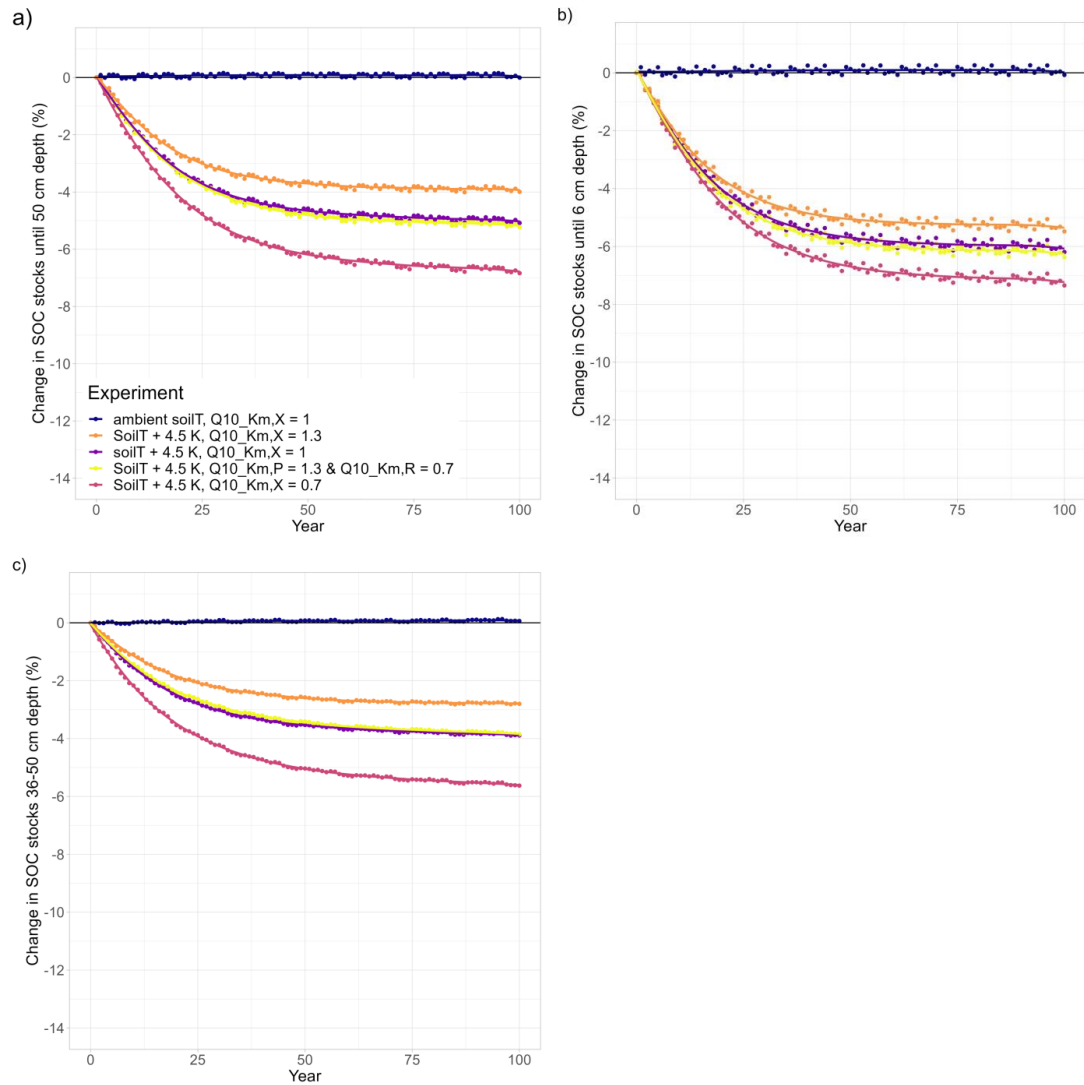 a)
Change in SOC stocks until 50 cm depth (%)
0
-2
-4
-6
-8
-10
-12
-14
Experiment
ambient soilT, Q10_Km,X = 1
SoilT + 4.5 K, Q10_Km,X = 1.3
soilT + 4.5 K, Q10_Km,X = 1
SoilT + 4.5 K, Q10_Km,P = 1.3 & Q10_Km,R = 0.7
SoilT + 4.5 K, Q10_Km,X = 0.7
0 25 50 75 100
Year
b)
Change in SOC stocks until 6 cm depth (%)
0
-2
-4
-6
-8
-10
-12
-14
0 25 50 75 100
Year
c)
Change in SOC stocks 36-50 cm depth (%)
0
-2
-4
-6
-8
-10
-12
-14
0 25 50 75 100
Year